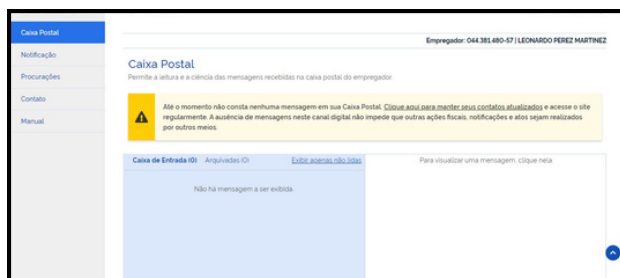 Caixa Postal
Notificação
Procurações
Contato
Manual
Empregador: 044.381.480-57 | LEONARDO PEREZ MARTINEZ
Caixa Postal
Permite a leitura e a ciência das mensagens recebidas na caixa postal do empregador.
Até o momento não consta nenhuma mensagem em sua Caixa Postal. Clique aqui para manter seus contatos atualizados e acesse o site
regularmente. A ausência de mensagens neste canal digital não impede que outras ações fiscais, notificações e atos sejam realizados
por outros meios.
Caixa de Entrada (0) Arquivadas (0) Exibir apenas não lidas
Para visualizar uma mensagem, clique nela.
Não há mensagem a ser exibida.